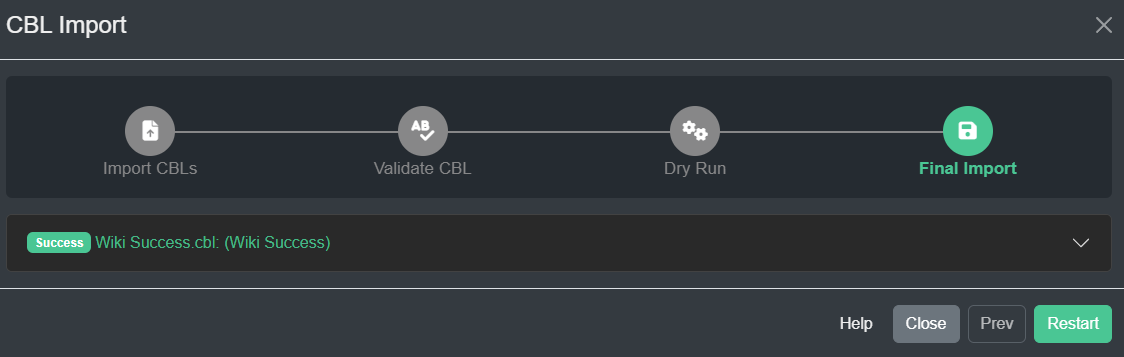 CBL Import
AB
Import CBLs
Validate CBL
Dry Run
Final Import
Success Wiki Success.cbl: (Wiki Success)
Help
Close
Prev
Restart